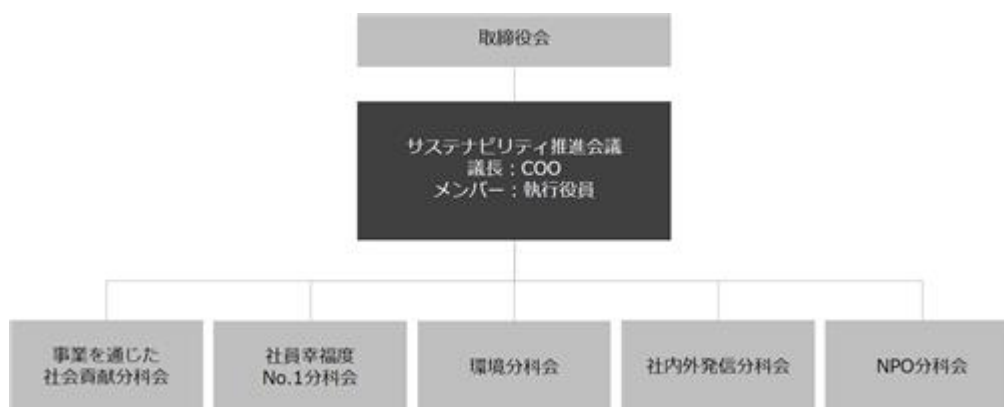 取締役会
サステナビリティ推進会議
議長：COO
メンバー：執行役員
事業を通じた
社会貢献分科会
社員幸福度
No.1分科会
環境分科会
社内外発信分科会
NPO分科会